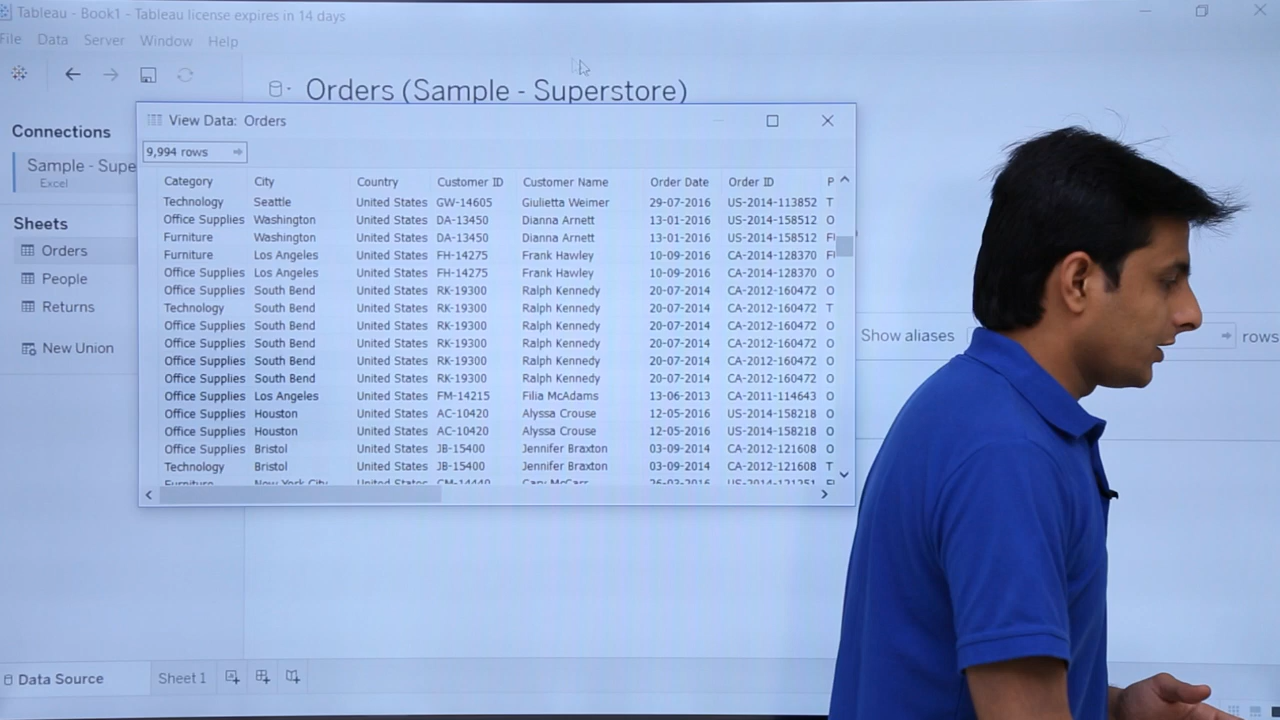 Tableau - Book1 - Tableau license expires in 14 days
File Data Server Window Help
Orders (Sample - Superstore)
Connections
Sample - Supe
Excel
Sheets
Orders
People
Returns
New Union
View Data: Orders
9,994 rows
Category City Country Customer ID Customer Name Order Date Order ID P
Technology Seattle United States GW-14605 Giulietta Weimer 29-07-2016 US-2014-113852 T
Office Supplies Washington United States DA-13450 Dianna Arnett 13-01-2016 US-2014-158512 O
Furniture Washington United States DA-13450 Dianna Arnett 13-01-2016 US-2014-158512 F
Furniture Los Angeles United States FH-14275 Frank Hawley 10-09-2016 CA-2014-128370 F
Office Supplies Los Angeles United States FH-14275 Frank Hawley 10-09-2016 CA-2014-128370 O
Office Supplies South Bend United States RK-19300 Ralph Kennedy 20-07-2014 CA-2012-160472 O
Technology South Bend United States RK-19300 Ralph Kennedy 20-07-2014 CA-2012-160472 T
Office Supplies South Bend United States RK-19300 Ralph Kennedy 20-07-2014 CA-2012-160472 O
Office Supplies South Bend United States RK-19300 Ralph Kennedy 20-07-2014 CA-2012-160472 O
Office Supplies South Bend United States RK-19300 Ralph Kennedy 20-07-2014 CA-2012-160472 O
Office Supplies South Bend United States RK-19300 Ralph Kennedy 20-07-2014 CA-2012-160472 O
Office Supplies Los Angeles United States FM-14215 Filia McAdams 13-06-2013 CA-2011-114643 O
Office Supplies Houston United States AC-10420 Alyssa Crouse 12-05-2016 US-2014-158218 O
Office Supplies Houston United States AC-10420 Alyssa Crouse 12-05-2016 US-2014-158218 O
Office Supplies Bristol United States JB-15400 Jennifer Braxton 03-09-2014 CA-2012-121608 O
Technology Bristol United States JB-15400 Jennifer Braxton 03-09-2014 CA-2012-121608 T
Furniture New York City United States
Show aliases
rows
Data Source Sheet 1